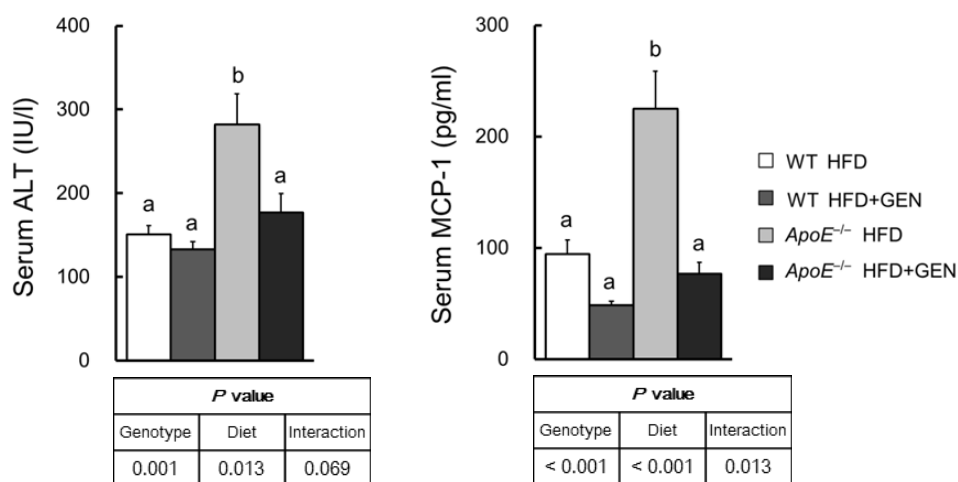 Serum ALT (IU/l)
400
300
200
100
0
a
a
b
a
P value
Genotype Diet Interaction
0.001 0.013 0.069
Serum MCP-1 (pg/ml)
300
200
100
0
a
a
b
a
P value
Genotype Diet Interaction
< 0.001 < 0.001 0.013
WT HFD
WT HFD+GEN
ApoE–/– HFD
ApoE–/– HFD+GEN